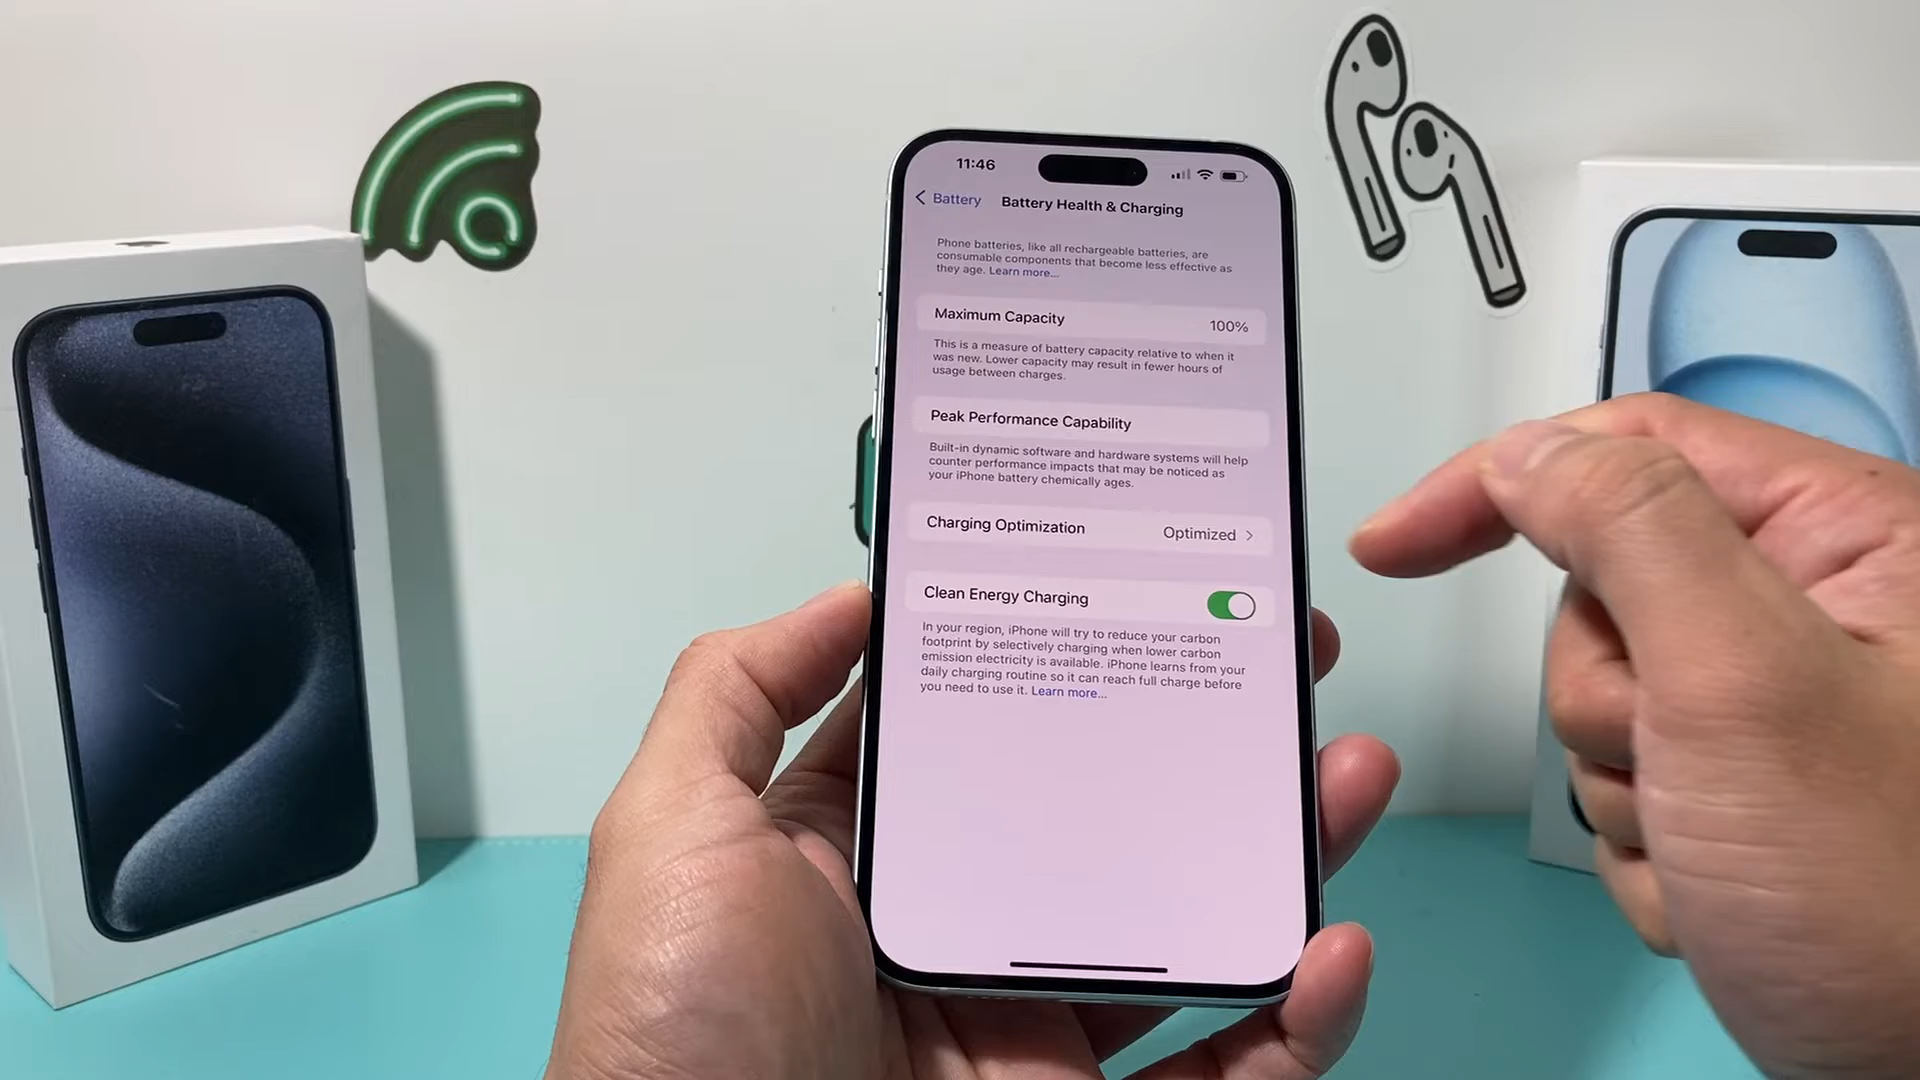 11:46
Battery
Battery Health & Charging
Phone batteries, like all rechargeable batteries, are
consumable components that become less effective as
they age. Learn more...
Maximum Capacity 100%
This is a measure of battery capacity relative to when it
was new. Lower capacity may result in fewer hours of
usage between charges.
Peak Performance Capability
Built-in dynamic software and hardware systems will help
counter performance impacts that may be noticed as
your iPhone battery chemically ages.
Charging Optimization Optimized
Clean Energy Charging
In your region, iPhone will try to reduce your carbon
footprint by selectively charging when lower carbon
emission electricity is available. iPhone learns from your
daily charging routine so it can reach full charge before
you need to use it. Learn more...